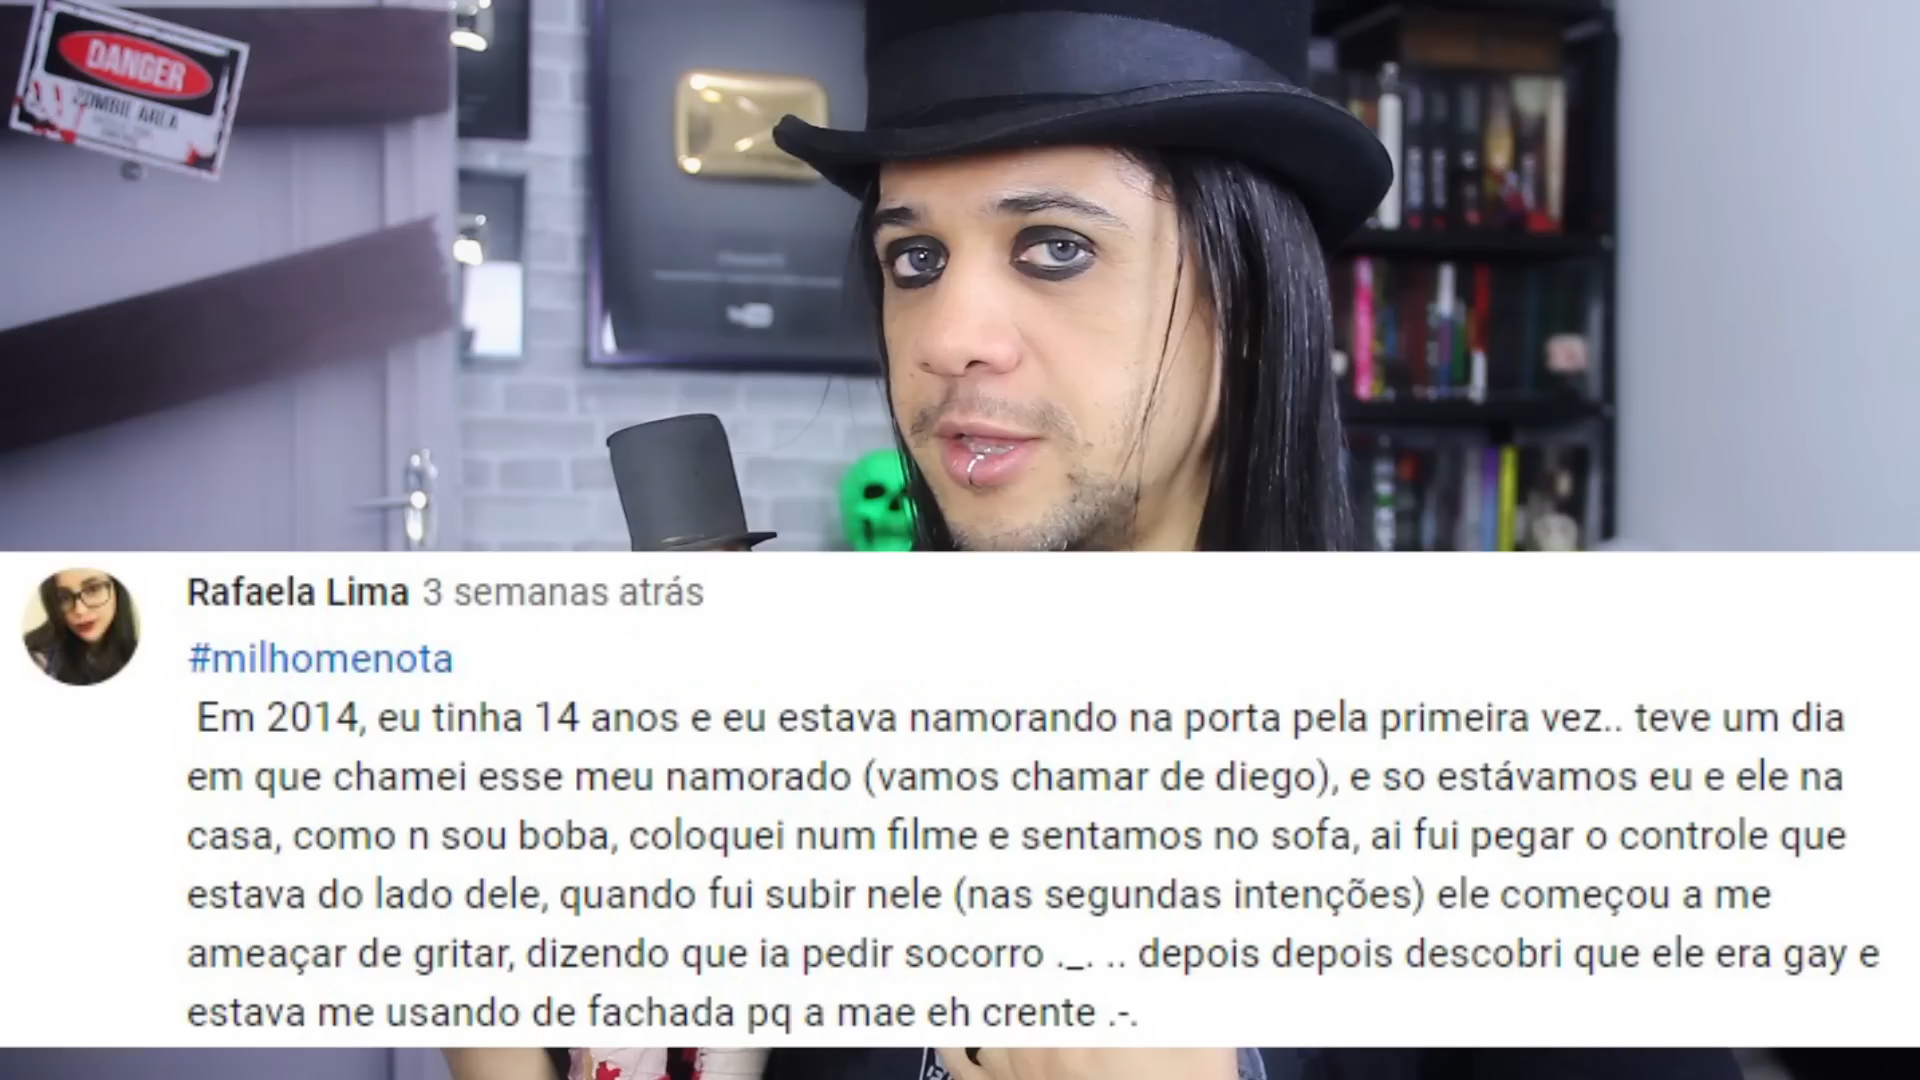 DANGER
ZOMBIE AREA
Rafaela Lima 3 semanas atrás
#milhomenota
Em 2014, eu tinha 14 anos e eu estava namorando na porta pela primeira vez.. teve um dia
em que chamei esse meu namorado (vamos chamar de diego), e so estávamos eu e ele na
casa, como n sou boba, coloquei num filme e sentamos no sofa, ai fui pegar o controle que
estava do lado dele, quando fui subir nele (nas segundas intenções) ele começou a me
ameaçar de gritar, dizendo que ia pedir socorro ._. .. depois depois descobri que ele era gay e
estava me usando de fachada pq a mae eh crente .-.